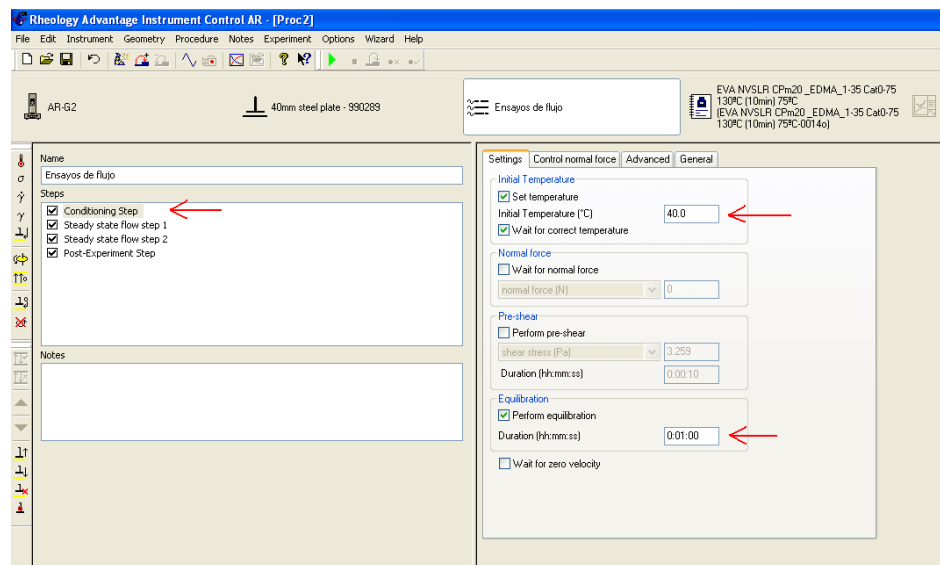 Rheology Advantage Instrument Control AR - [Proc2]
File Edit Instrument Geometry Procedure Notes Experiment Options Wizard Help
AR-G2
40mm steel plate - 990289
Ensayos de flujo
EVA NVSLR CPm20 _EDMA_1-35 Cat0-75
130ºC (10min) 75ºC
(EVA NVSLR CPm20 _EDMA_1-35 Cat0-75
130ºC (10min) 75ºC-0014o)
Name
Ensayos de flujo
Steps
Conditioning Step
Steady state flow step 1
Steady state flow step 2
Post-Experiment Step
Notes
Settings Control normal force Advanced General
Initial Temperature
Set temperature
Initial Temperature (°C) 40.0
Wait for correct temperature
Normal force
Wait for normal force
normal force (N) 0
Pre-shear
Perform pre-shear
shear stress (Pa) 3.259
Duration (hh:mm:ss) 0:00:10
Equilibration
Perform equilibration
Duration (hh:mm:ss) 0:01:00
Wait for zero velocity